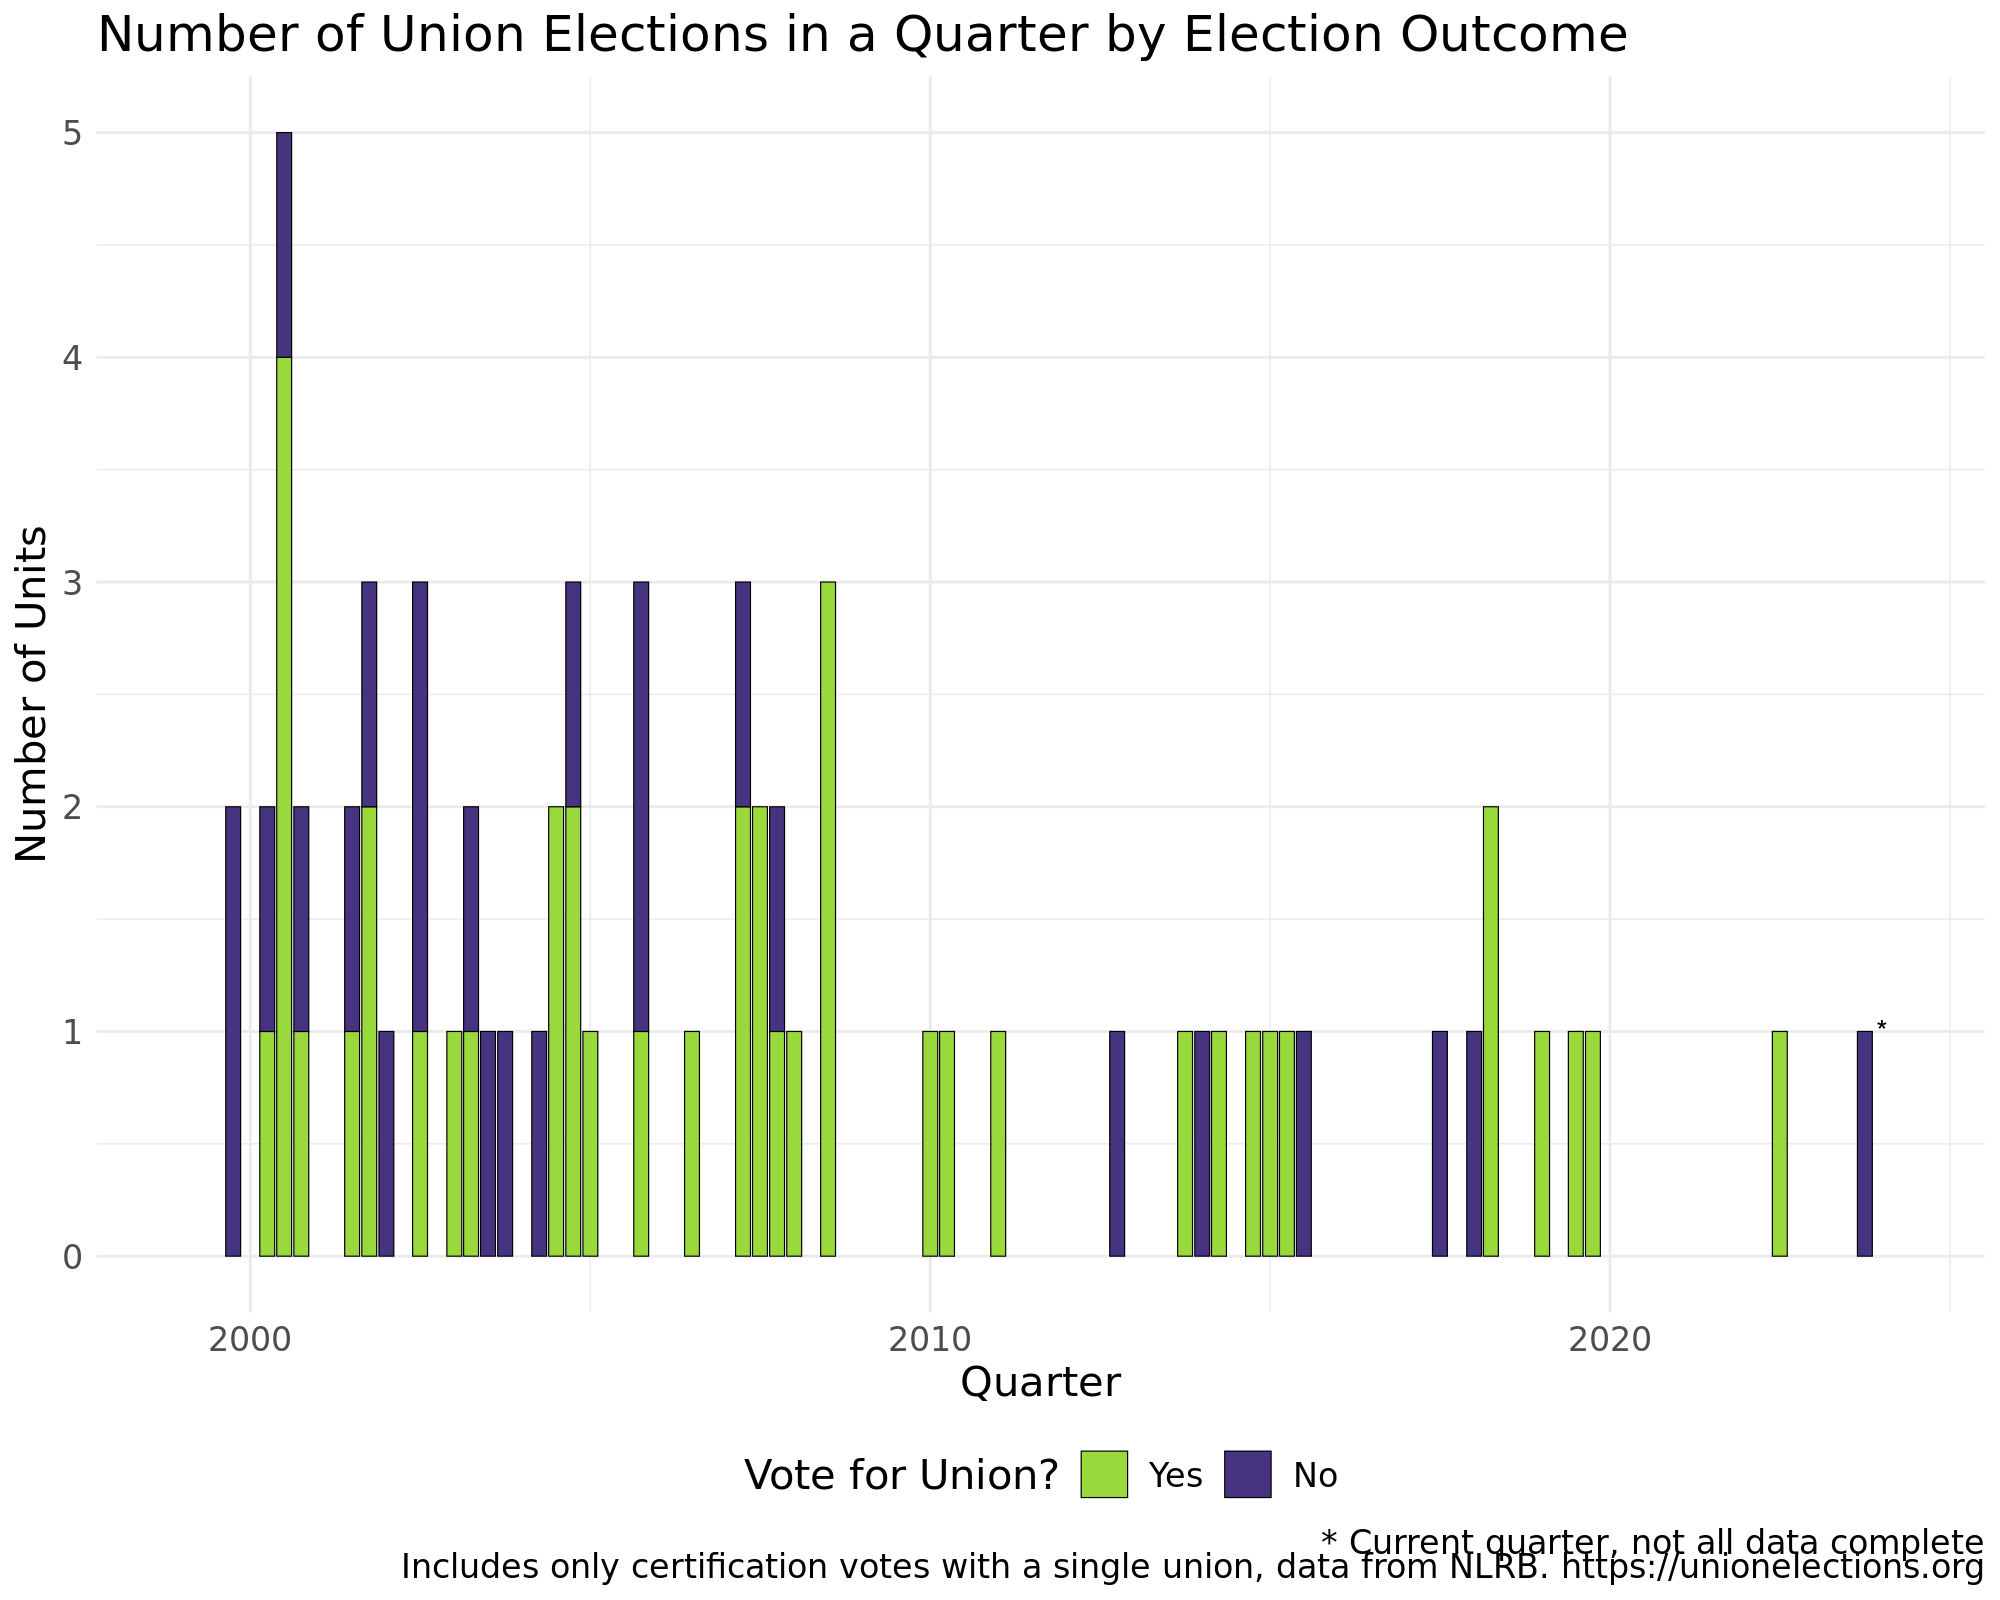 Number of Union Elections in a Quarter by Election Outcome
5
4
3
2
1
0
Number of Units
*
2000 2010 2020
Quarter
Vote for Union? Yes No
* Current quarter, not all data complete
Includes only certification votes with a single union, data from NLRB. https://unionelections.org